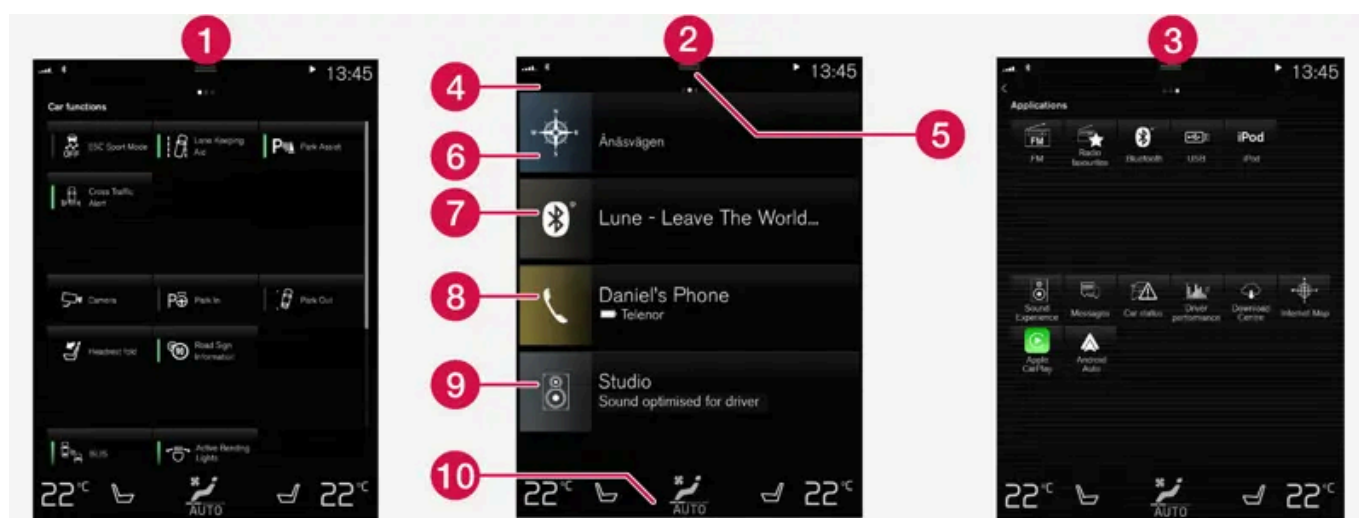 1
13:45
Car functions
OFF
ESC Sport Mode
Lane Keeping
Aid
P
Park Assist
Cross Traffic
Alert
Camera
P
Park In
Park Out
Headrest fold
90
Road Sign
Information
BLIS
Active Bending
Lights
22°C
AUTO
22°C
2
13:45
4
5
6
N
W
E
S
Ånäsvägen
7
Lune - Leave The World...
8
Daniel's Phone
Telenor
9
Studio
Sound optimised for driver
10
22°C
AUTO
22°C
3
13:45
Applications
FM
FM
Radio
favourites
Bluetooth
USB
iPod
iPod
Sound
Experience
Messages
Car status
Driver
performance
Download
Centre
Internet Map
Apple
CarPlay
Android
Auto
22°C
AUTO
22°C